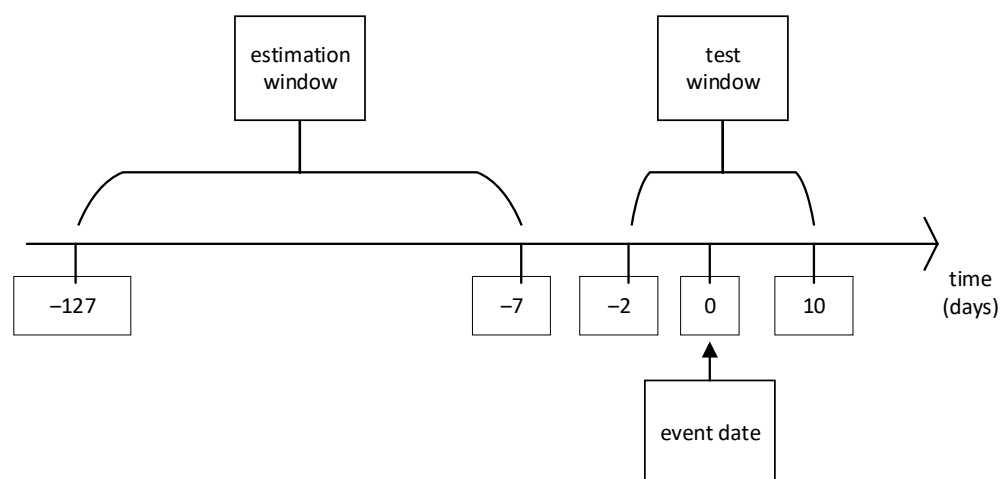 estimation
window
test
window
–127
–7
–2
0
10
time
(days)
event date